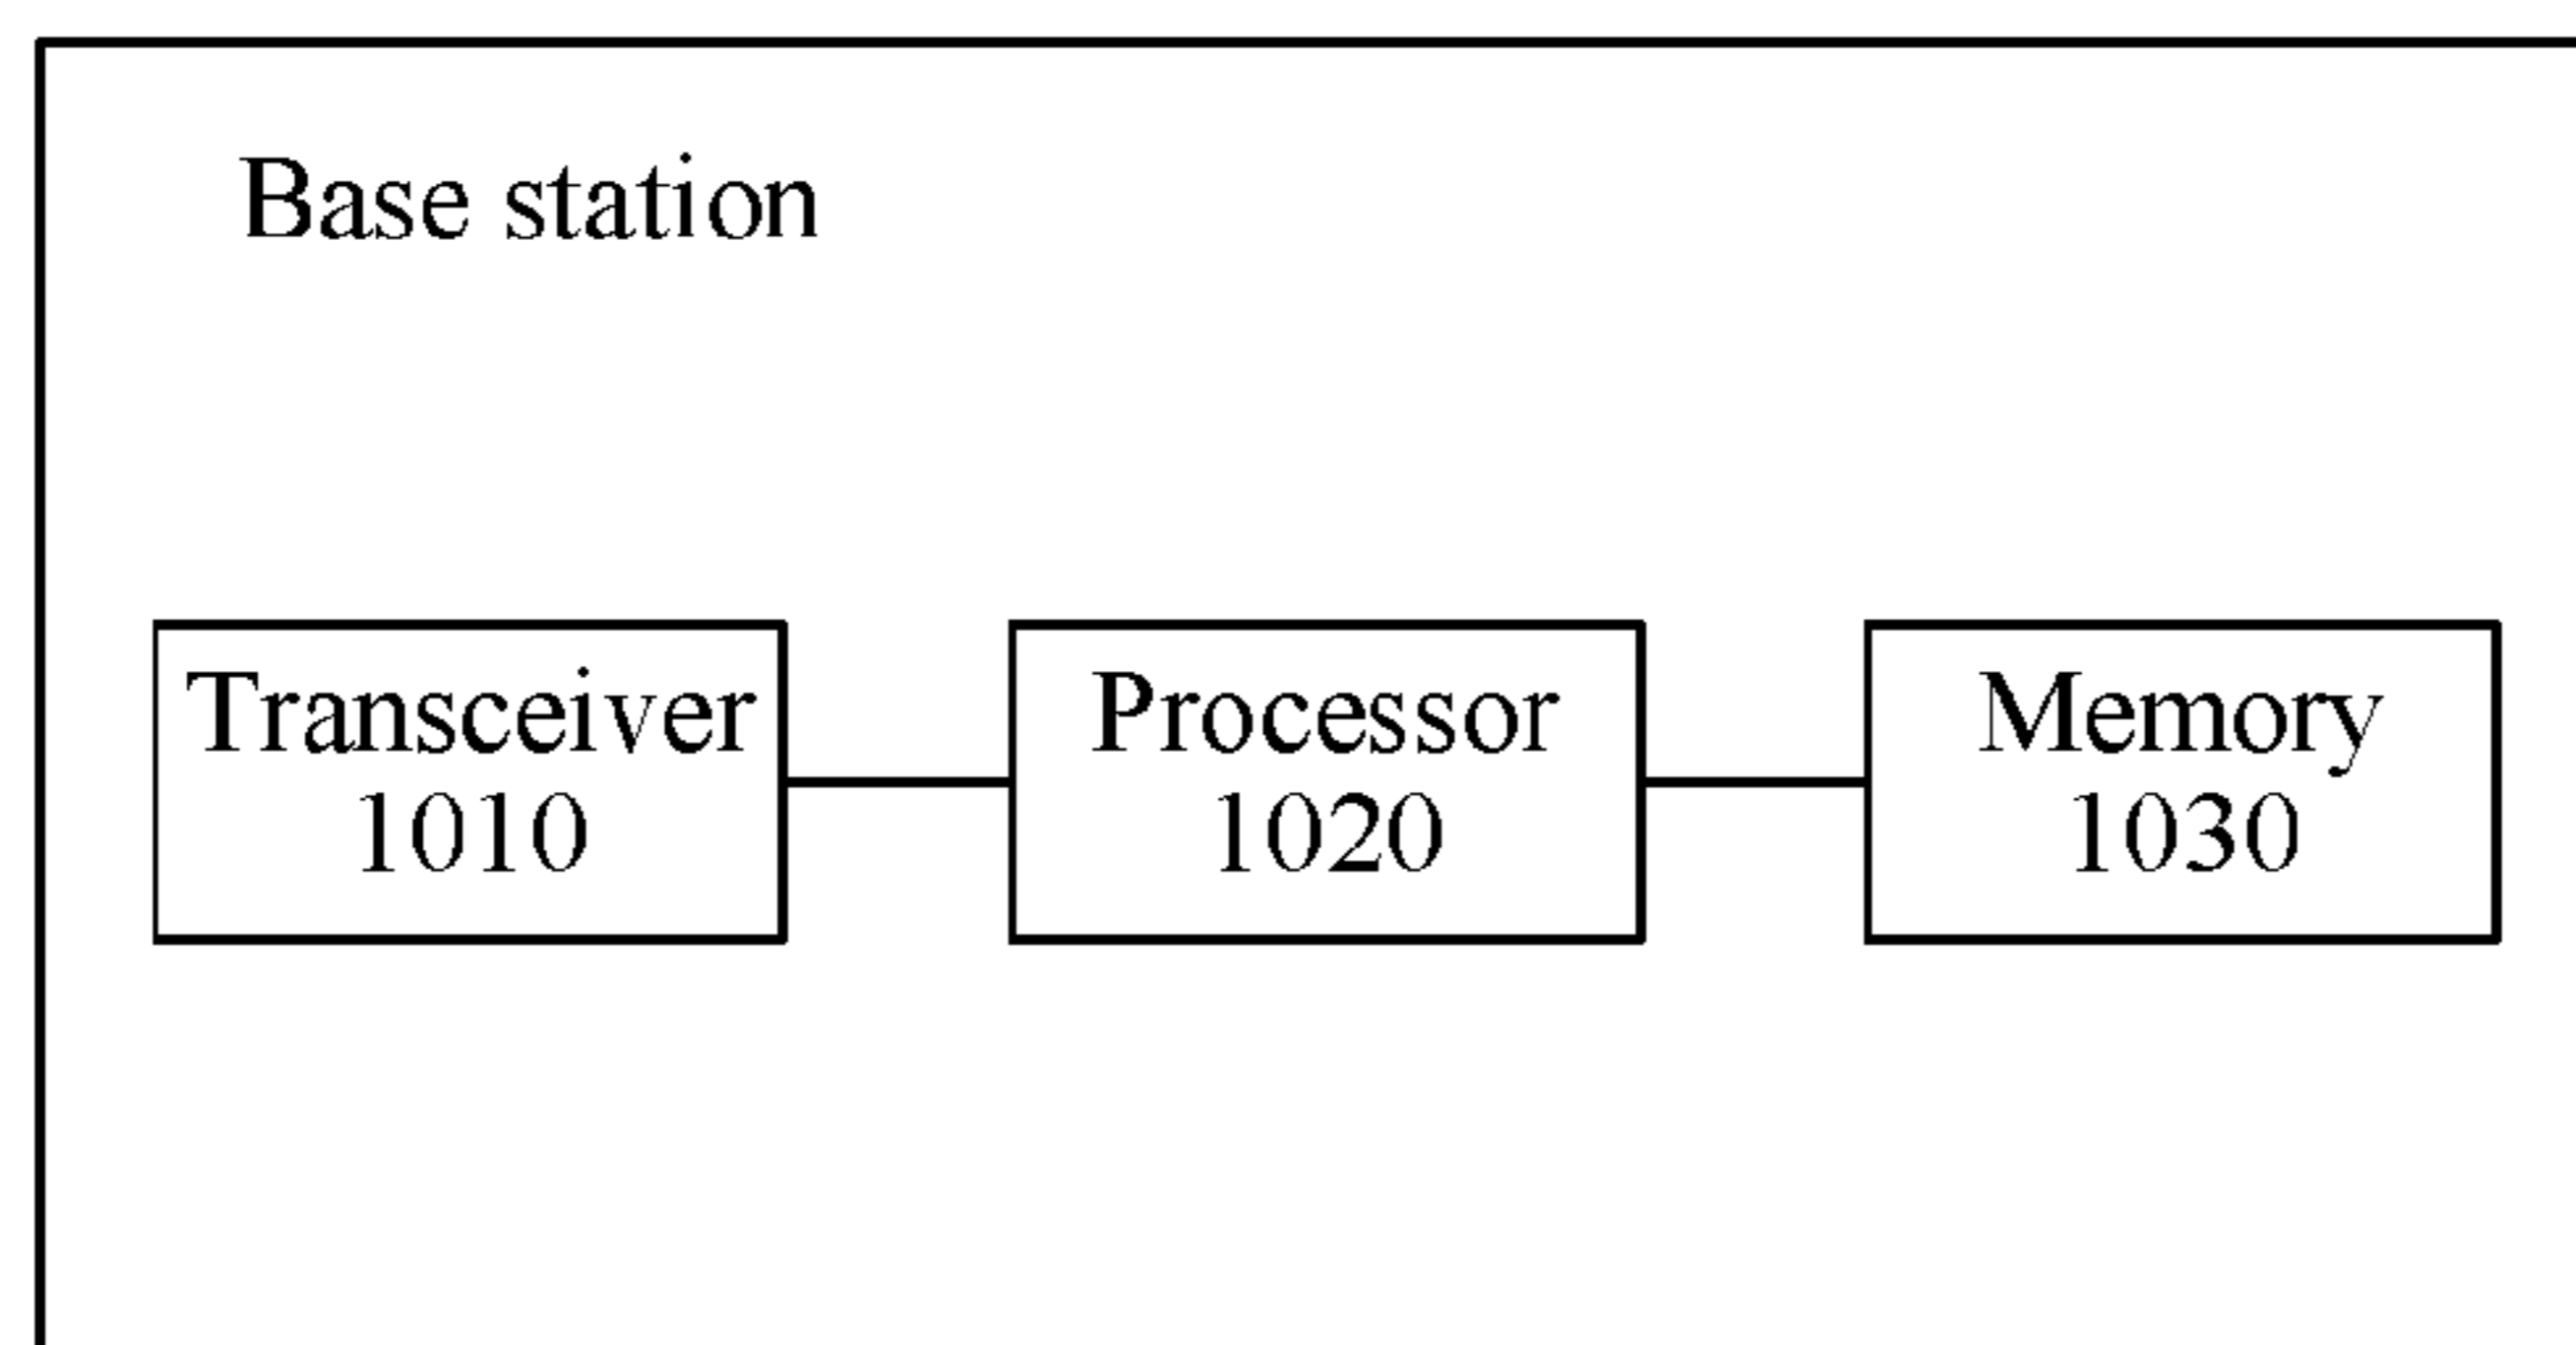 Base station
Transceiver
1010
Processor
1020
Memory
1030